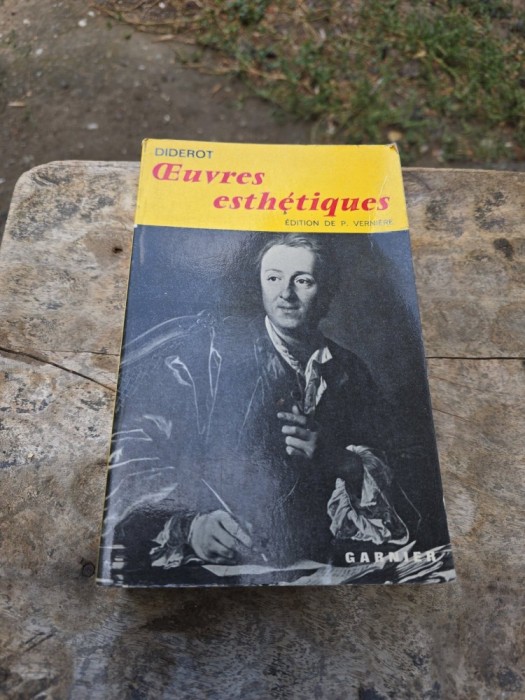 DIDEROT
Œuvres
esthétiques
ÉDITION DE P. VERNIÈRE
GARNIER